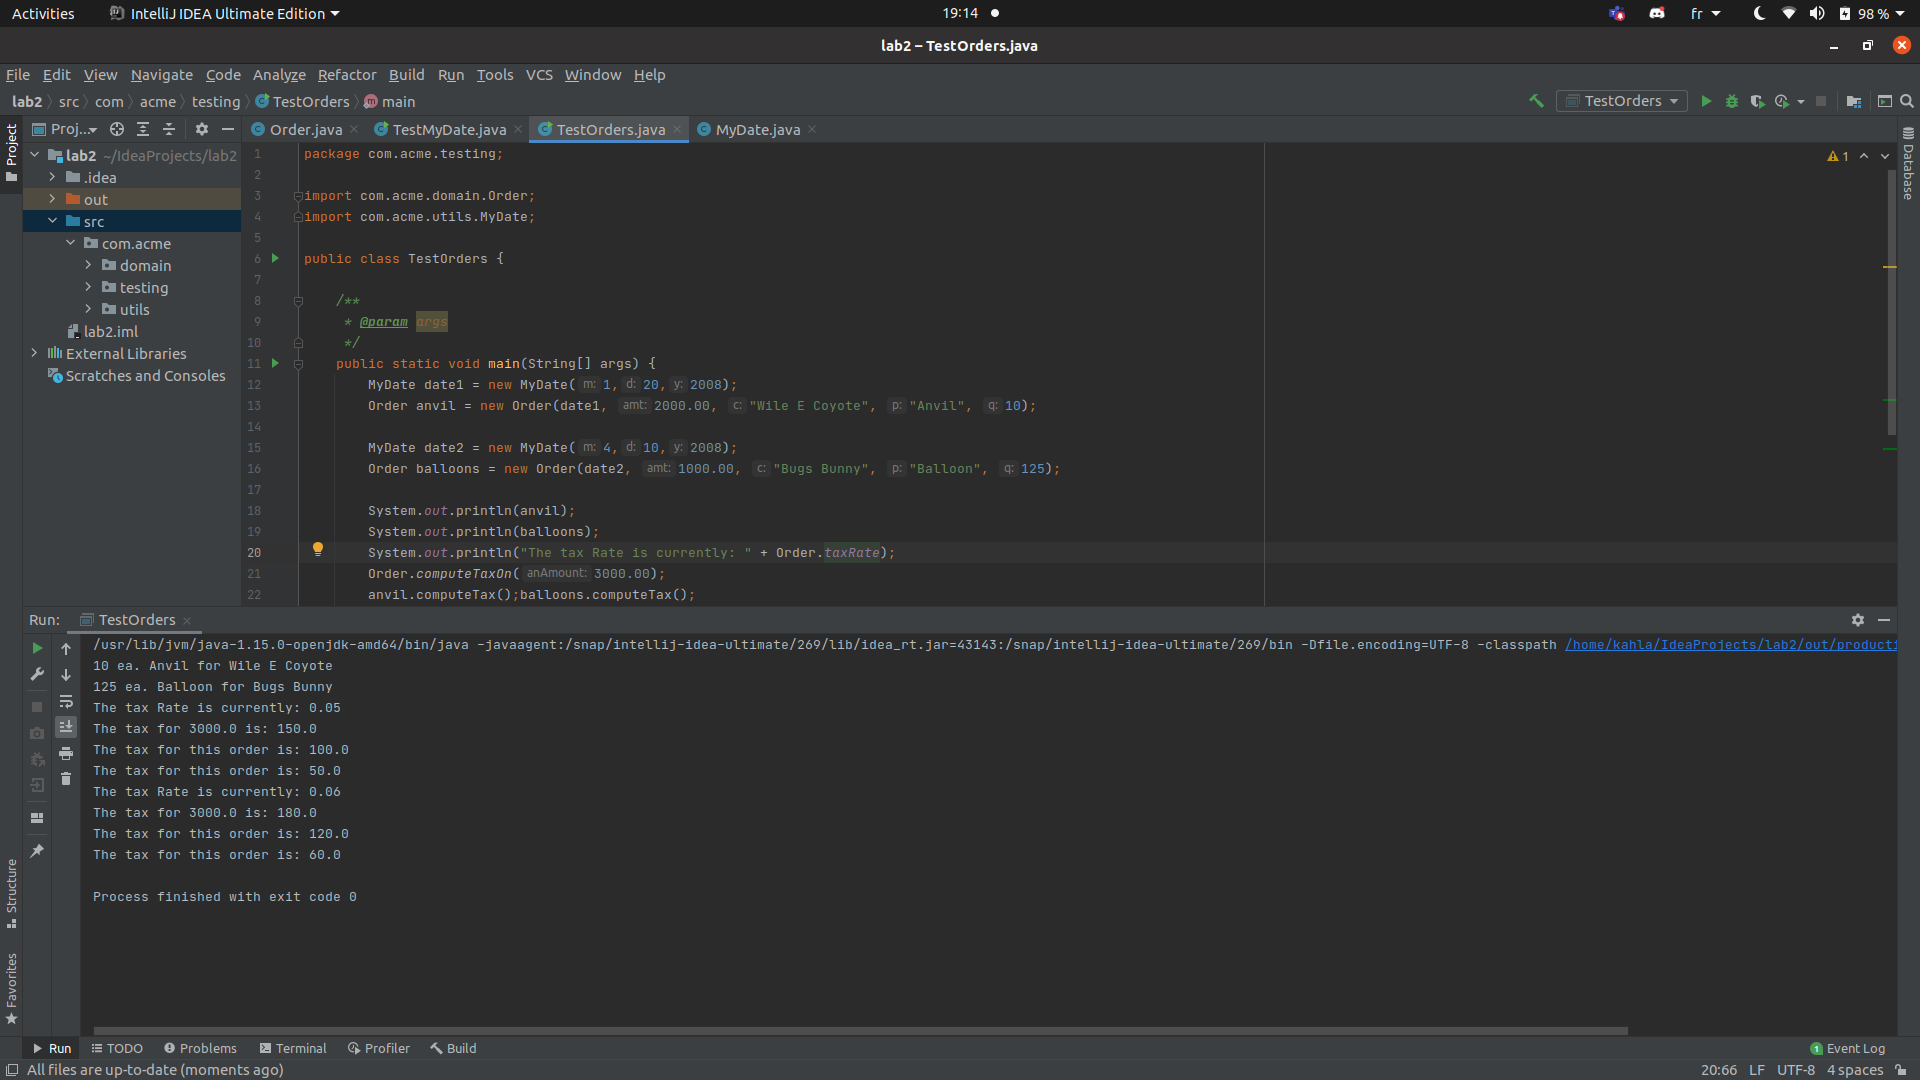 Activities IntelliJ IDEA Ultimate Edition 19:14 fr 98 %
lab2 – TestOrders.java
File Edit View Navigate Code Analyze Refactor Build Run Tools VCS Window Help
lab2 src com acme testing TestOrders main TestOrders
Project
Proj...
Order.java TestMyDate.java TestOrders.java MyDate.java
Database
lab2 ~/IdeaProjects/lab2
.idea
out
src
com.acme
domain
testing
utils
lab2.iml
External Libraries
Scratches and Consoles
1
1 package com.acme.testing;
2
3 import com.acme.domain.Order;
4 import com.acme.utils.MyDate;
5
6 public class TestOrders {
7
8 /**
9 * @param args
10 */
11 public static void main(String[] args) {
12 MyDate date1 = new MyDate( m: 1, d: 20, y: 2008);
13 Order anvil = new Order(date1, amt: 2000.00, c: "Wile E Coyote", p: "Anvil", q: 10);
14
15 MyDate date2 = new MyDate( m: 4, d: 10, y: 2008);
16 Order balloons = new Order(date2, amt: 1000.00, c: "Bugs Bunny", p: "Balloon", q: 125);
17
18 System.out.println(anvil);
19 System.out.println(balloons);
20 System.out.println("The tax Rate is currently: " + Order.taxRate);
21 Order.computeTaxOn( anAmount: 3000.00);
22 anvil.computeTax();balloons.computeTax();
Run: TestOrders
/usr/lib/jvm/java-1.15.0-openjdk-amd64/bin/java -javaagent:/snap/intellij-idea-ultimate/269/lib/idea_rt.jar=43143:/snap/intellij-idea-ultimate/269/bin -Dfile.encoding=UTF-8 -classpath /home/kahla/IdeaProjects/lab2/out/producti
10 ea. Anvil for Wile E Coyote
125 ea. Balloon for Bugs Bunny
The tax Rate is currently: 0.05
The tax for 3000.0 is: 150.0
The tax for this order is: 100.0
The tax for this order is: 50.0
The tax Rate is currently: 0.06
The tax for 3000.0 is: 180.0
The tax for this order is: 120.0
The tax for this order is: 60.0
Process finished with exit code 0
Structure
Favorites
Run TODO Problems Terminal Profiler Build 1 Event Log
All files are up-to-date (moments ago) 20:66 LF UTF-8 4 spaces